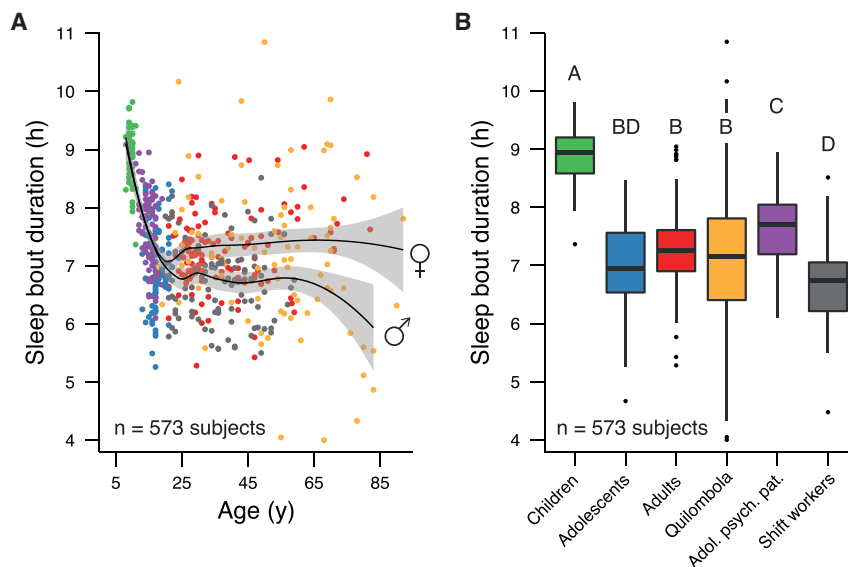 A
Sleep bout duration (h)
11
10
9
8
7
6
5
4
♀
♂
n = 573 subjects
5 25 45 65 85
Age (y)
B
Sleep bout duration (h)
11
10
9
8
7
6
5
4
A
BD
B
B
C
D
n = 573 subjects
Children
Adolescents
Adults
Quilombola
Adol. psych. pat.
Shift workers